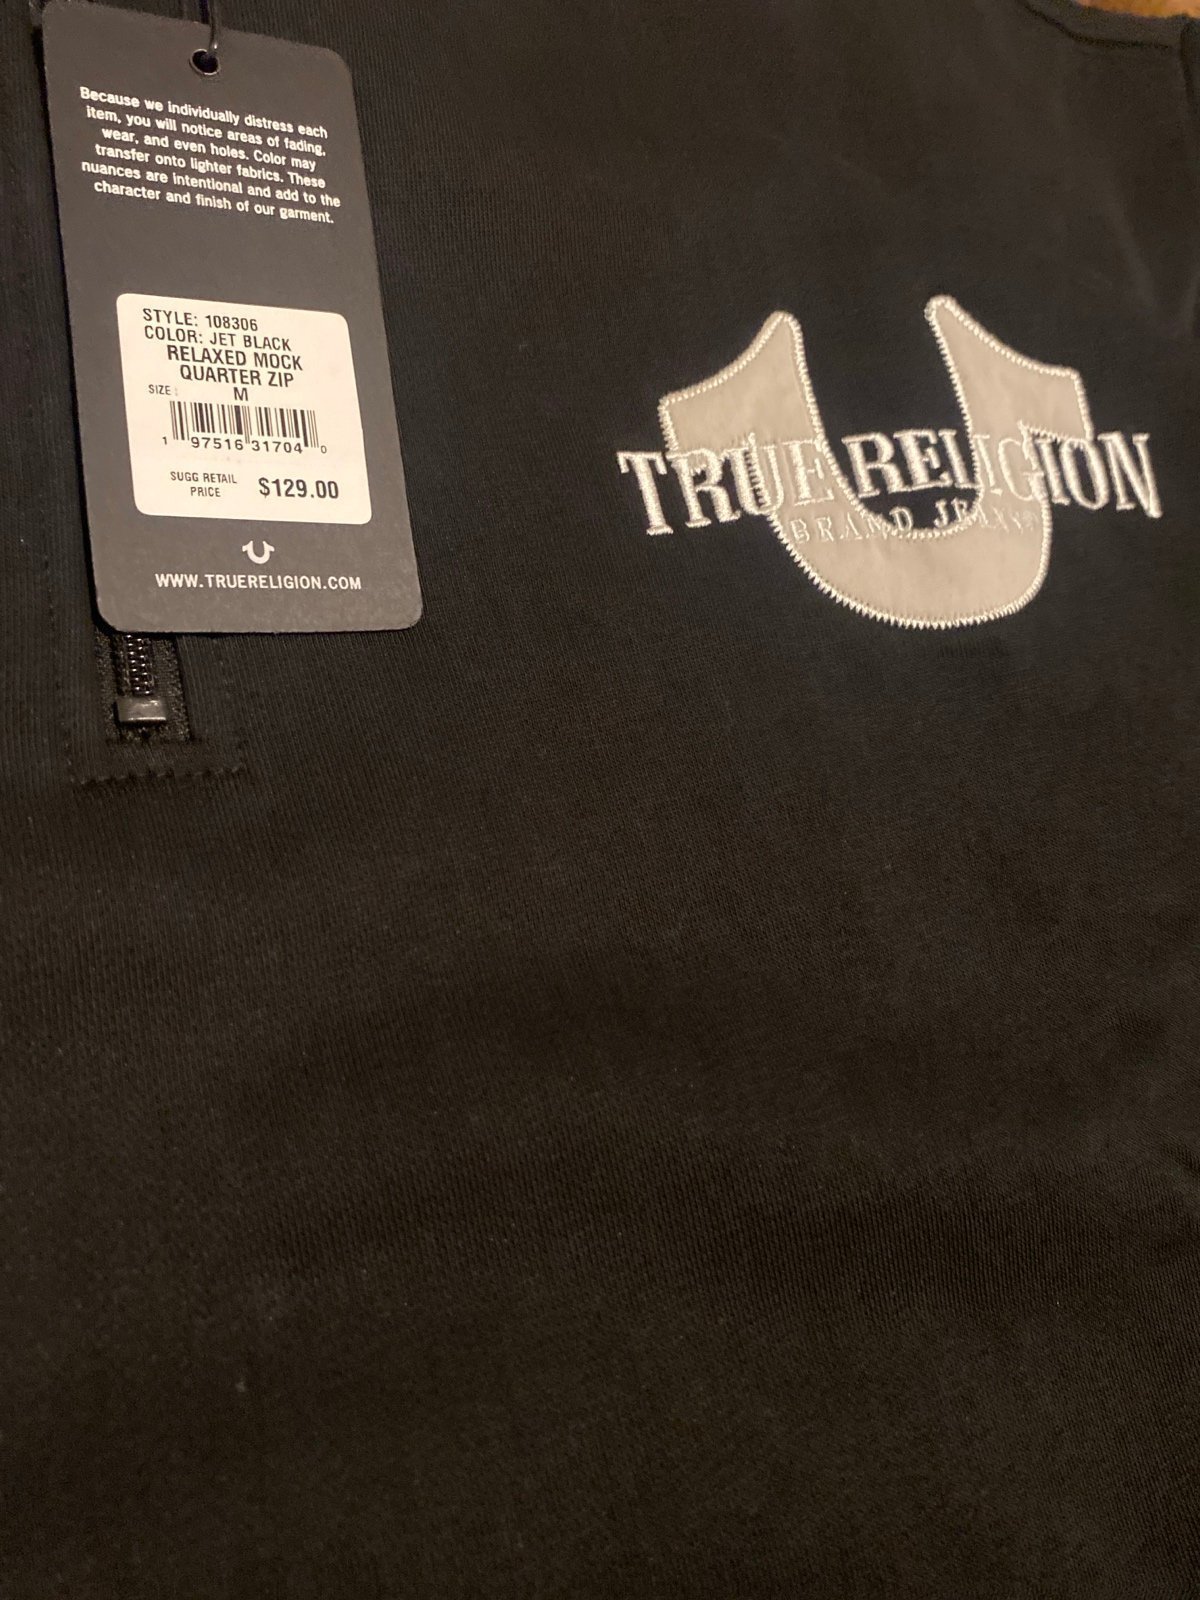 Because we individually distress each
item, you will notice areas of fading,
wear, and even holes. Color may
transfer onto lighter fabrics. These
nuances are intentional and add to the
character and finish of our garment.
STYLE: 108306
COLOR: JET BLACK
RELAXED MOCK
QUARTER ZIP
SIZE: M
1 97516 31704 0
SUGG RETAIL
PRICE $129.00
WWW.TRUERELIGION.COM
TRUE RELIGION
BRAND JEANS